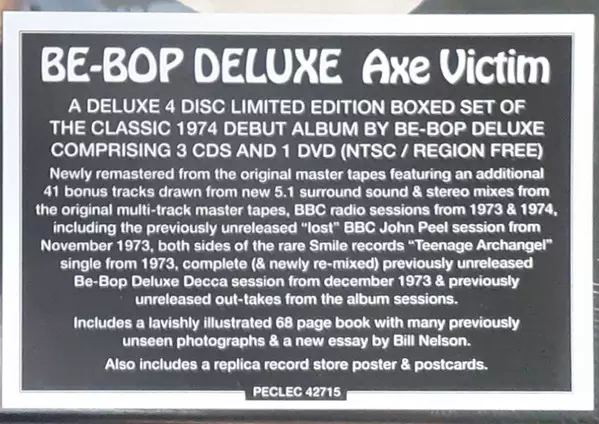 BE-BOP DELUXE Axe Victim
A DELUXE 4 DISC LIMITED EDITION BOXED SET OF
THE CLASSIC 1974 DEBUT ALBUM BY BE-BOP DELUXE
COMPRISING 3 CDS AND 1 DVD (NTSC / REGION FREE)
Newly remastered from the original master tapes featuring an additional
41 bonus tracks drawn from new 5.1 surround sound & stereo mixes from
the original multi-track master tapes, BBC radio sessions from 1973 & 1974,
including the previously unreleased “lost” BBC John Peel session from
November 1973, both sides of the rare Smile records “Teenage Archangel”
single from 1973, complete (& newly re-mixed) previously unreleased
Be-Bop Deluxe Decca session from december 1973 & previously
unreleased out-takes from the album sessions.
Includes a lavishly illustrated 68 page book with many previously
unseen photographs & a new essay by Bill Nelson.
Also includes a replica record store poster & postcards.
PECLEC 42715